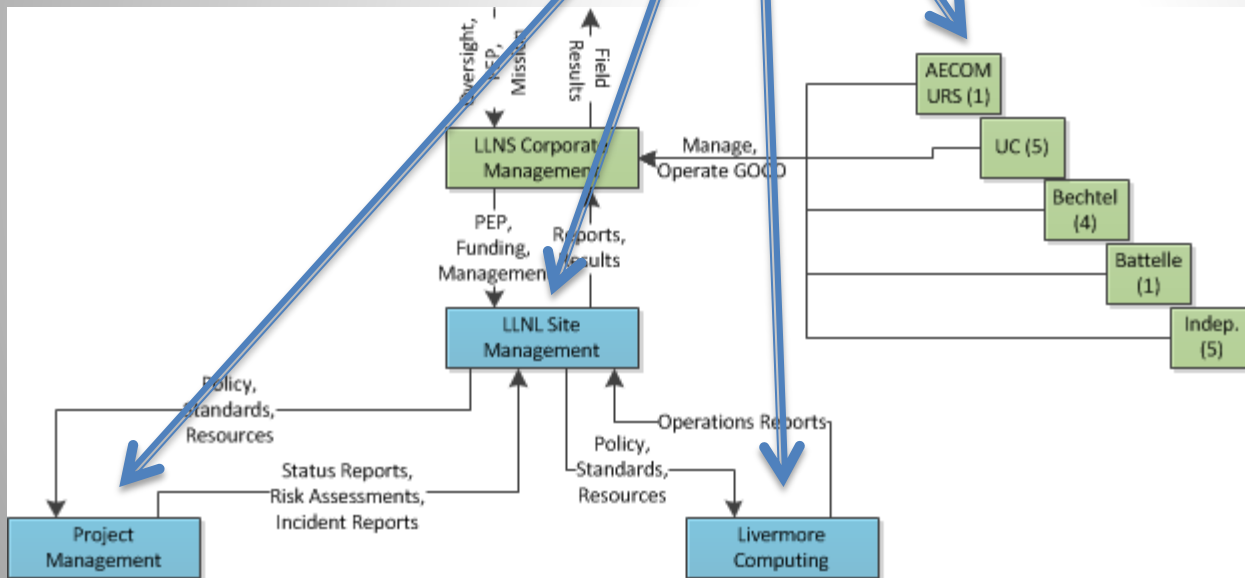 Oversight,
PEP,
Mission
Field
Results
LLNS Corporate
Management
Manage,
Operate GOCO
AECOM
URS (1)
UC (5)
Bechtel
(4)
Battelle
(1)
Indep.
(5)
PEP,
Funding,
Management
Reports,
Results
LLNL Site
Management
Policy,
Standards,
Resources
Operations Reports
Policy,
Standards,
Resources
Status Reports,
Risk Assessments,
Incident Reports
Project
Management
Livermore
Computing